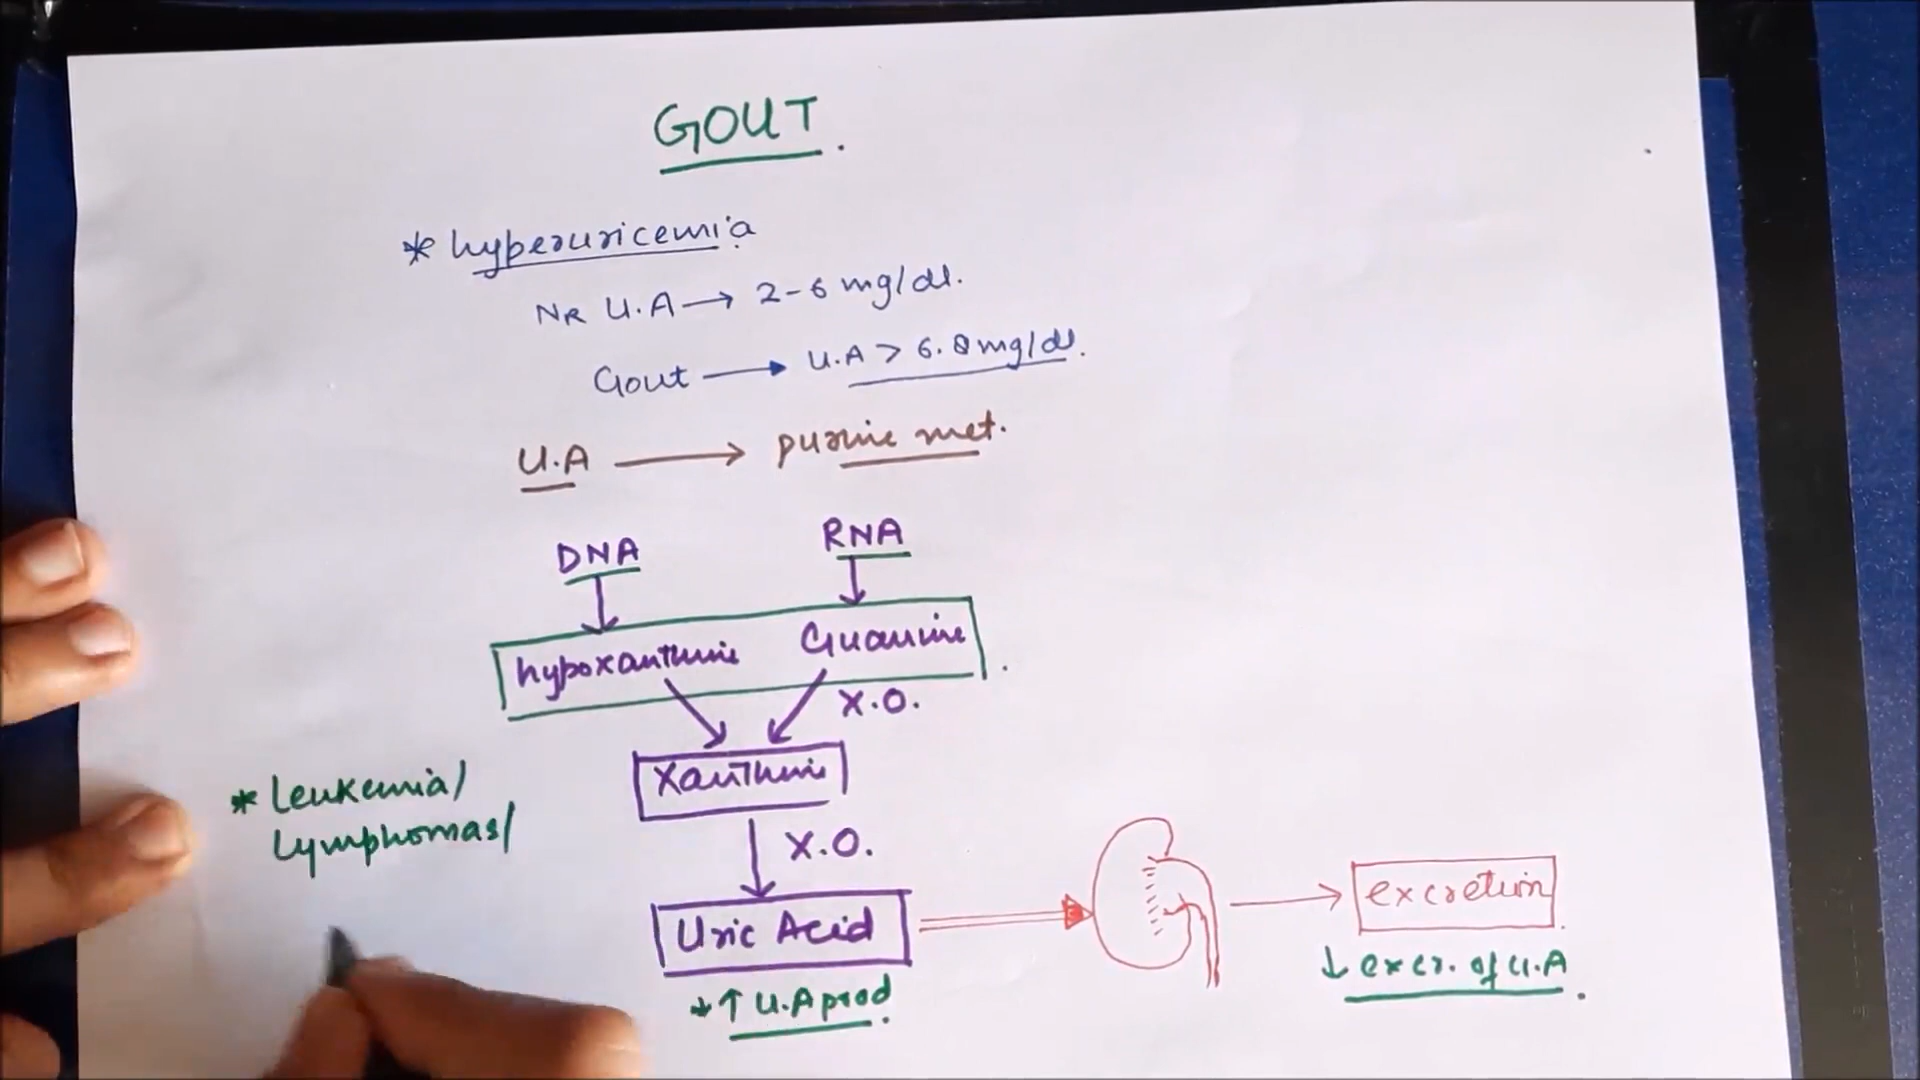 GOUT.
* hyperuricemia
NR U.A → 2-6 mg/dl.
Gout → U.A > 6.8 mg/dl.
U.A → purine met.
DNA RNA
hypoxanthine Guanine
X.O.
Xanthine
* Leukemia/
Lymphomas/
X.O.
Uric Acid
excretion
↓ excr. of U.A.
* ↑ U.A prod.